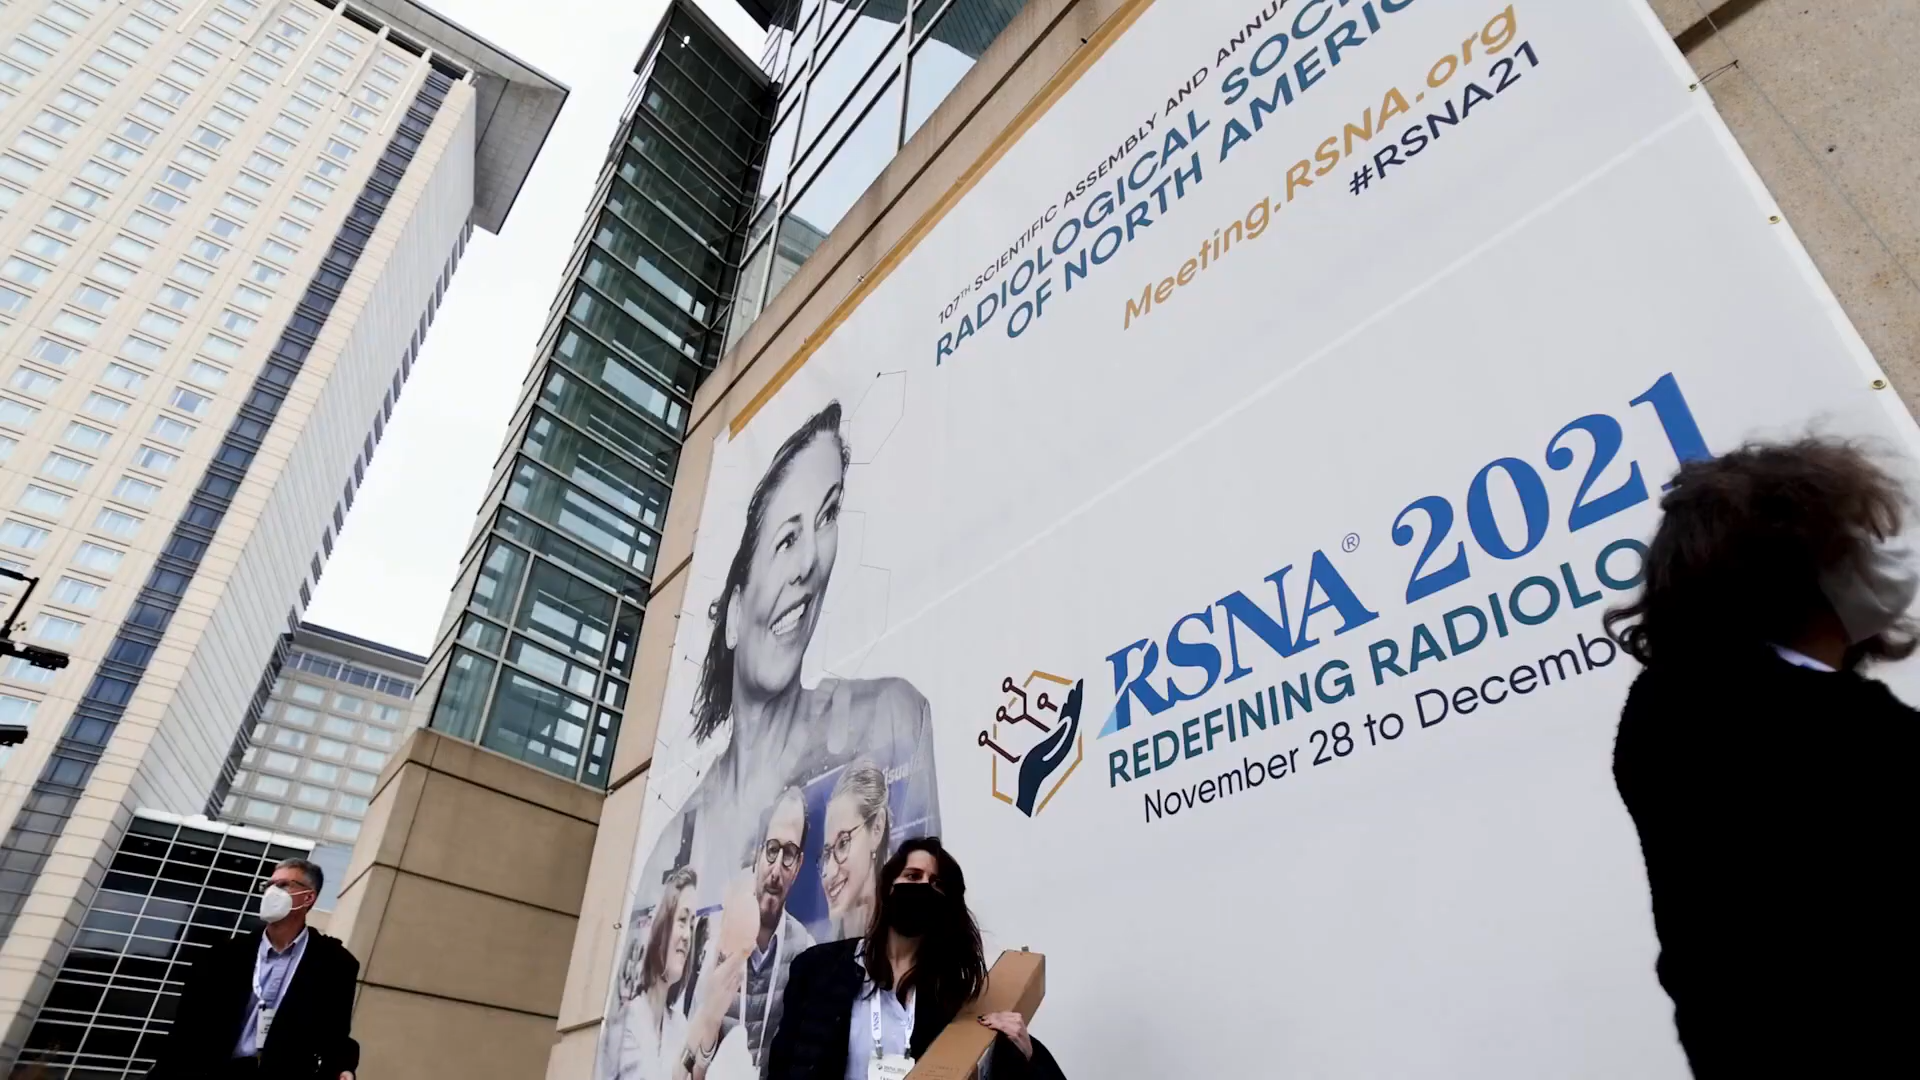 107TH SCIENTIFIC ASSEMBLY AND ANNUA
RADIOLOGICAL SOCI
OF NORTH AMERIC
Meeting.RSNA.org
#RSNA21
RSNA® 2021
REDEFINING RADIOLO
November 28 to Decemb
RSNA